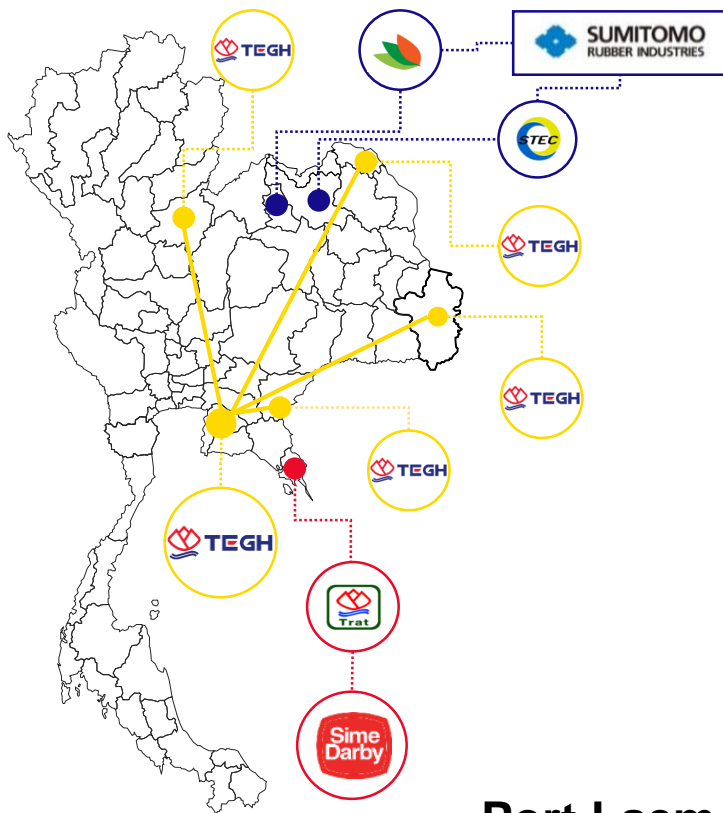 TEGH
SUMITOMO
RUBBER INDUSTRIES
STEC
TEGH
TEGH
TEGH
TEGH
Trat
Sime
Darby